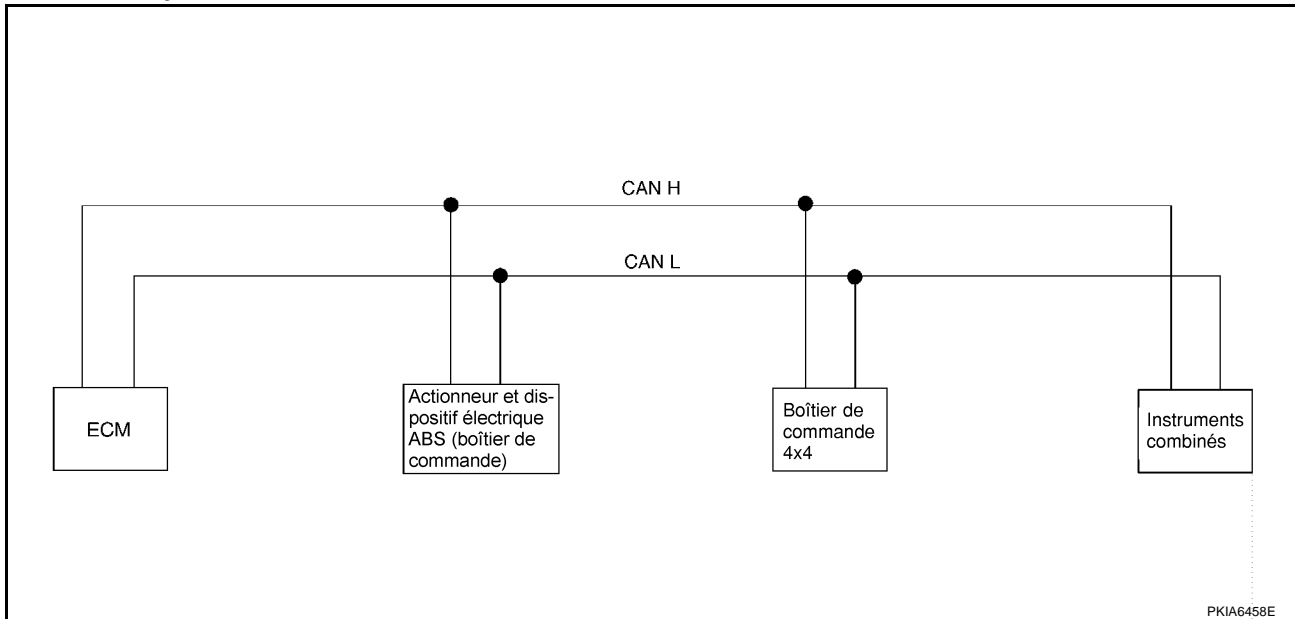 CAN H
CAN L
ECM
Actionneur et dis-
positif électrique
ABS (boîtier de
commande)
Boîtier de
commande
4x4
Instruments
combinés
PKIA6458E